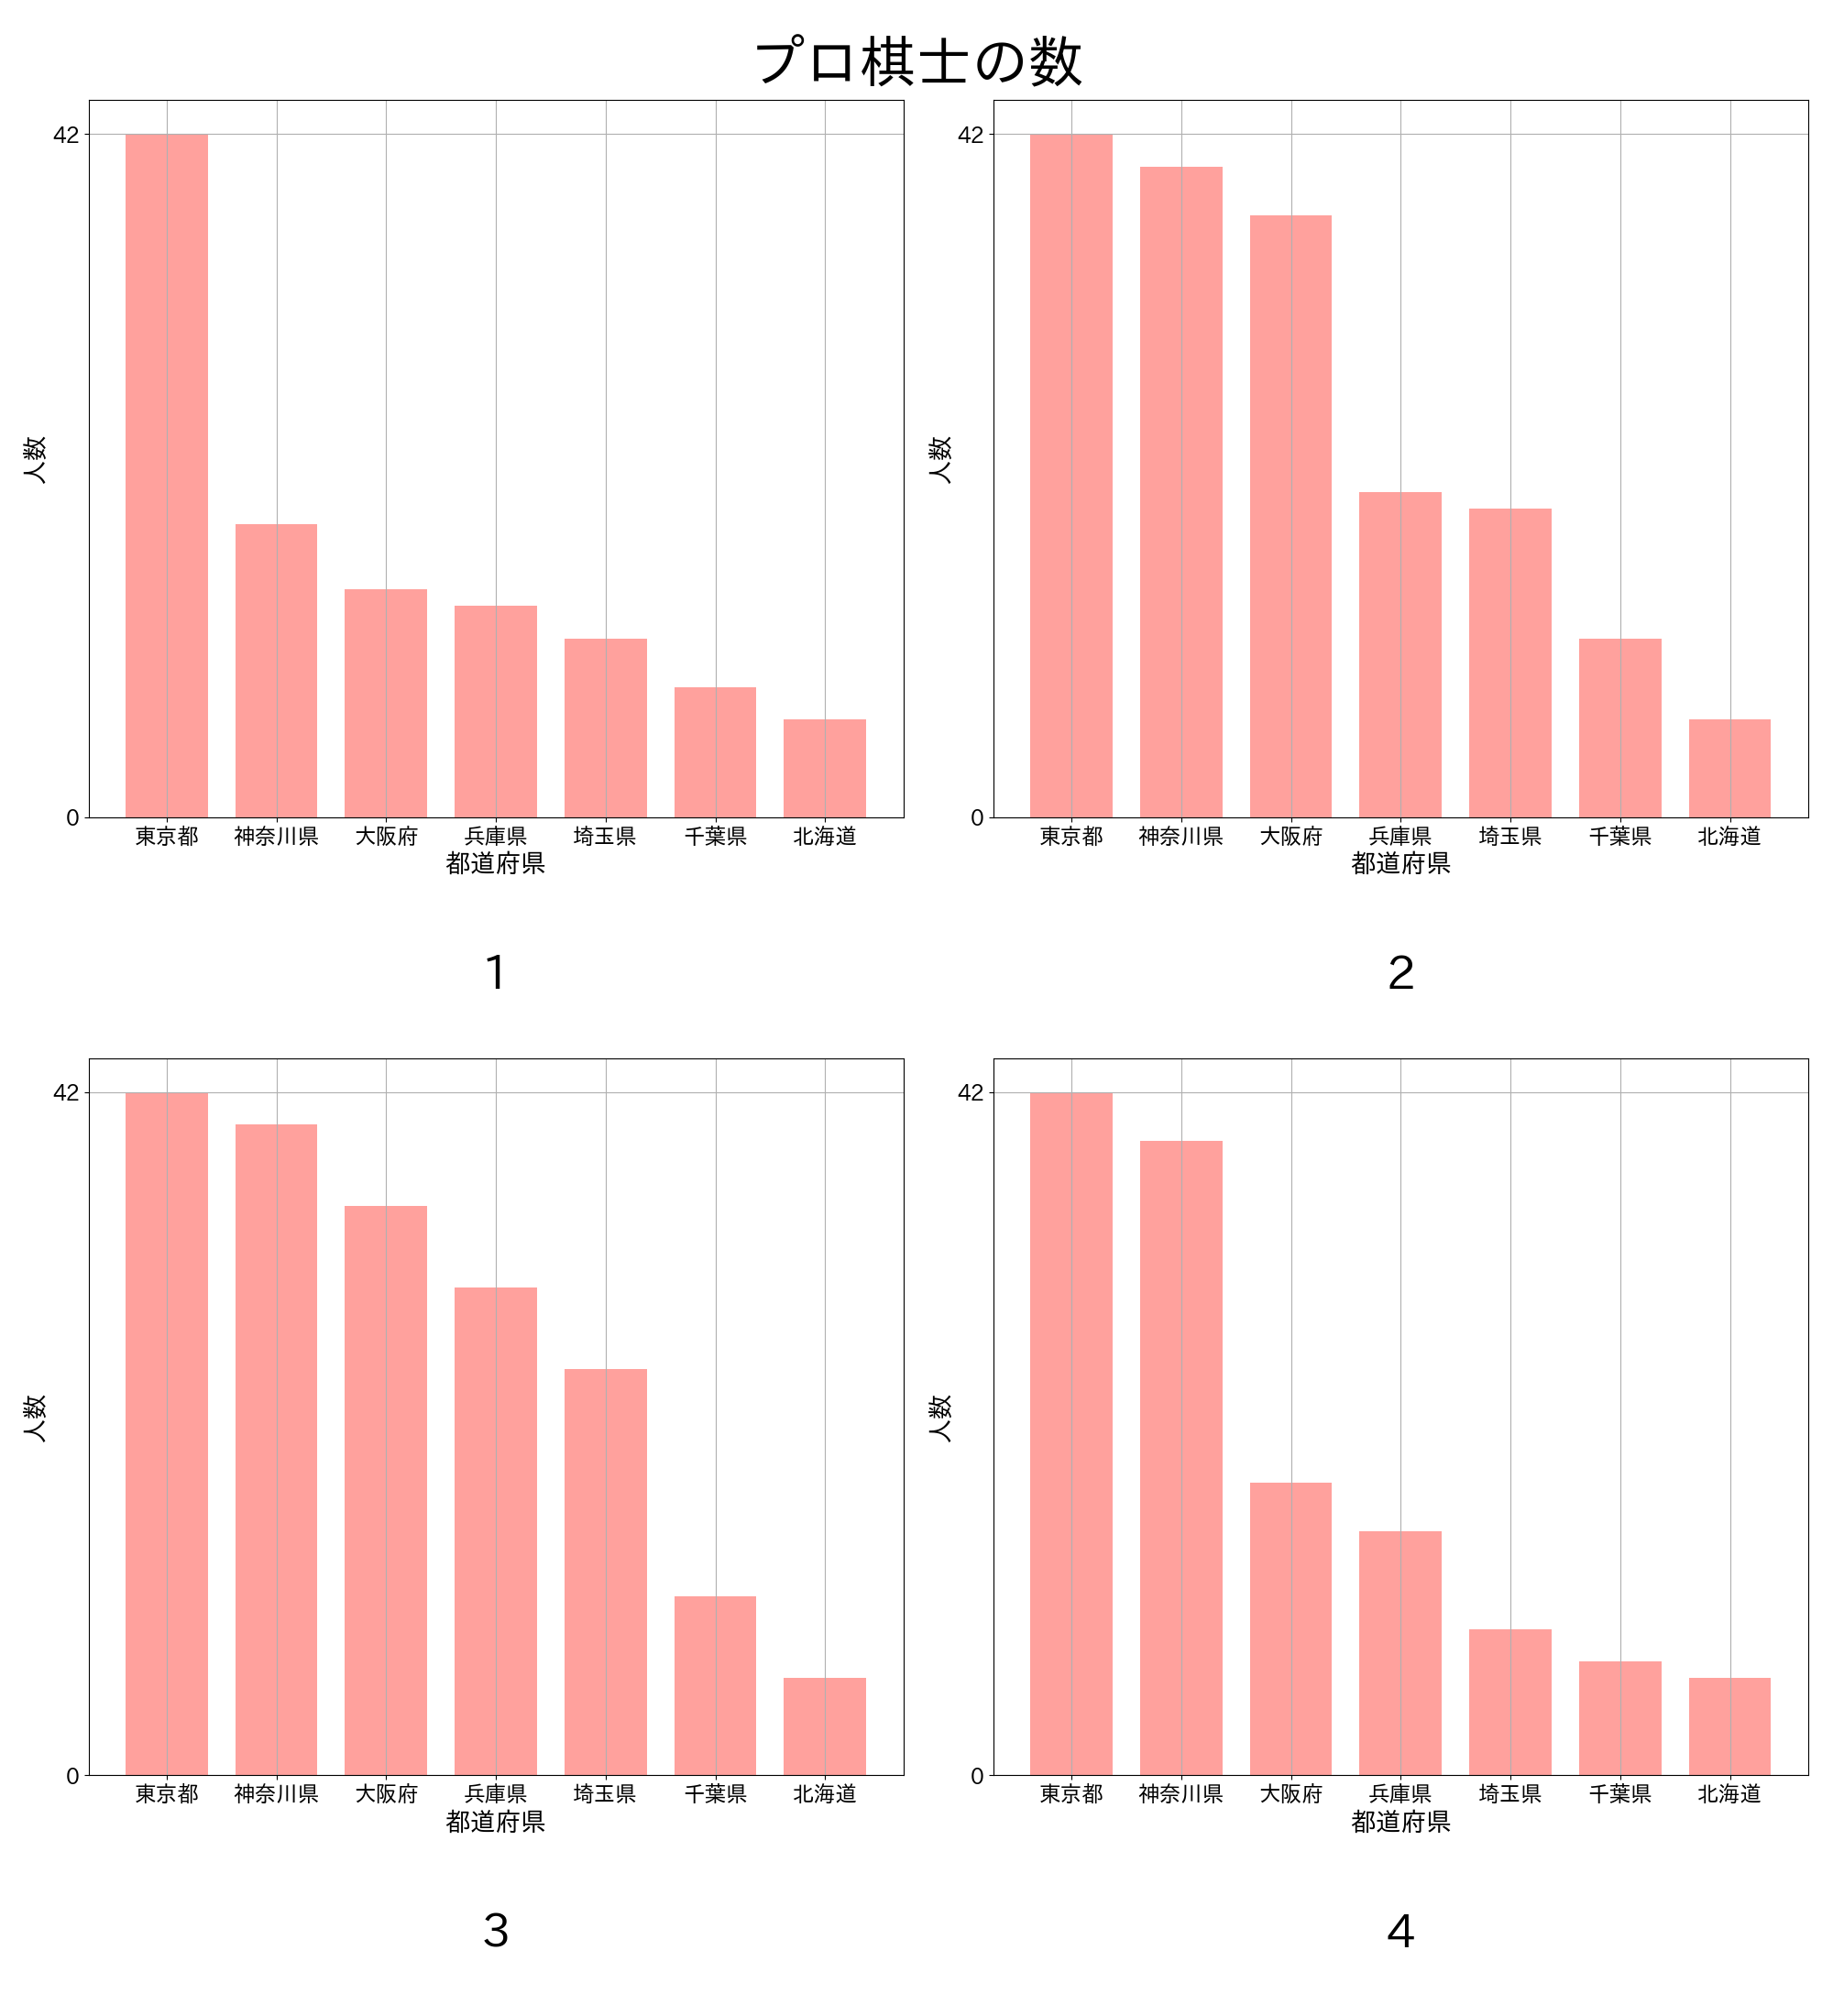 プロ棋士の数
42
0
人数
東京都 神奈川県 大阪府 兵庫県 埼玉県 千葉県 北海道
都道府県
1
42
0
人数
東京都 神奈川県 大阪府 兵庫県 埼玉県 千葉県 北海道
都道府県
2
42
0
人数
東京都 神奈川県 大阪府 兵庫県 埼玉県 千葉県 北海道
都道府県
3
42
0
人数
東京都 神奈川県 大阪府 兵庫県 埼玉県 千葉県 北海道
都道府県
4